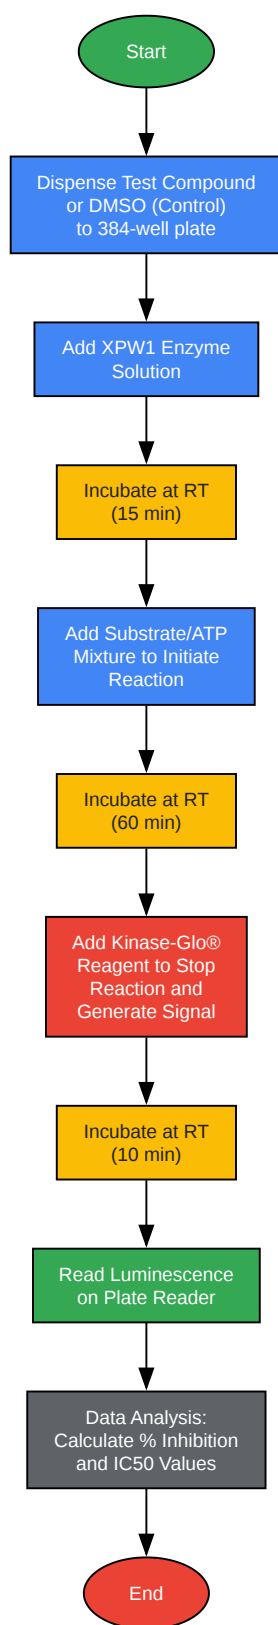 Start
Dispense Test Compound
or DMSO (Control)
to 384-well plate
Add XPW1 Enzyme
Solution
Incubate at RT
(15 min)
Add Substrate/ATP
Mixture to Initiate
Reaction
Incubate at RT
(60 min)
Add Kinase-Glo®
Reagent to Stop
Reaction and
Generate Signal
Incubate at RT
(10 min)
Read Luminescence
on Plate Reader
Data Analysis:
Calculate % Inhibition
and IC50 Values
End